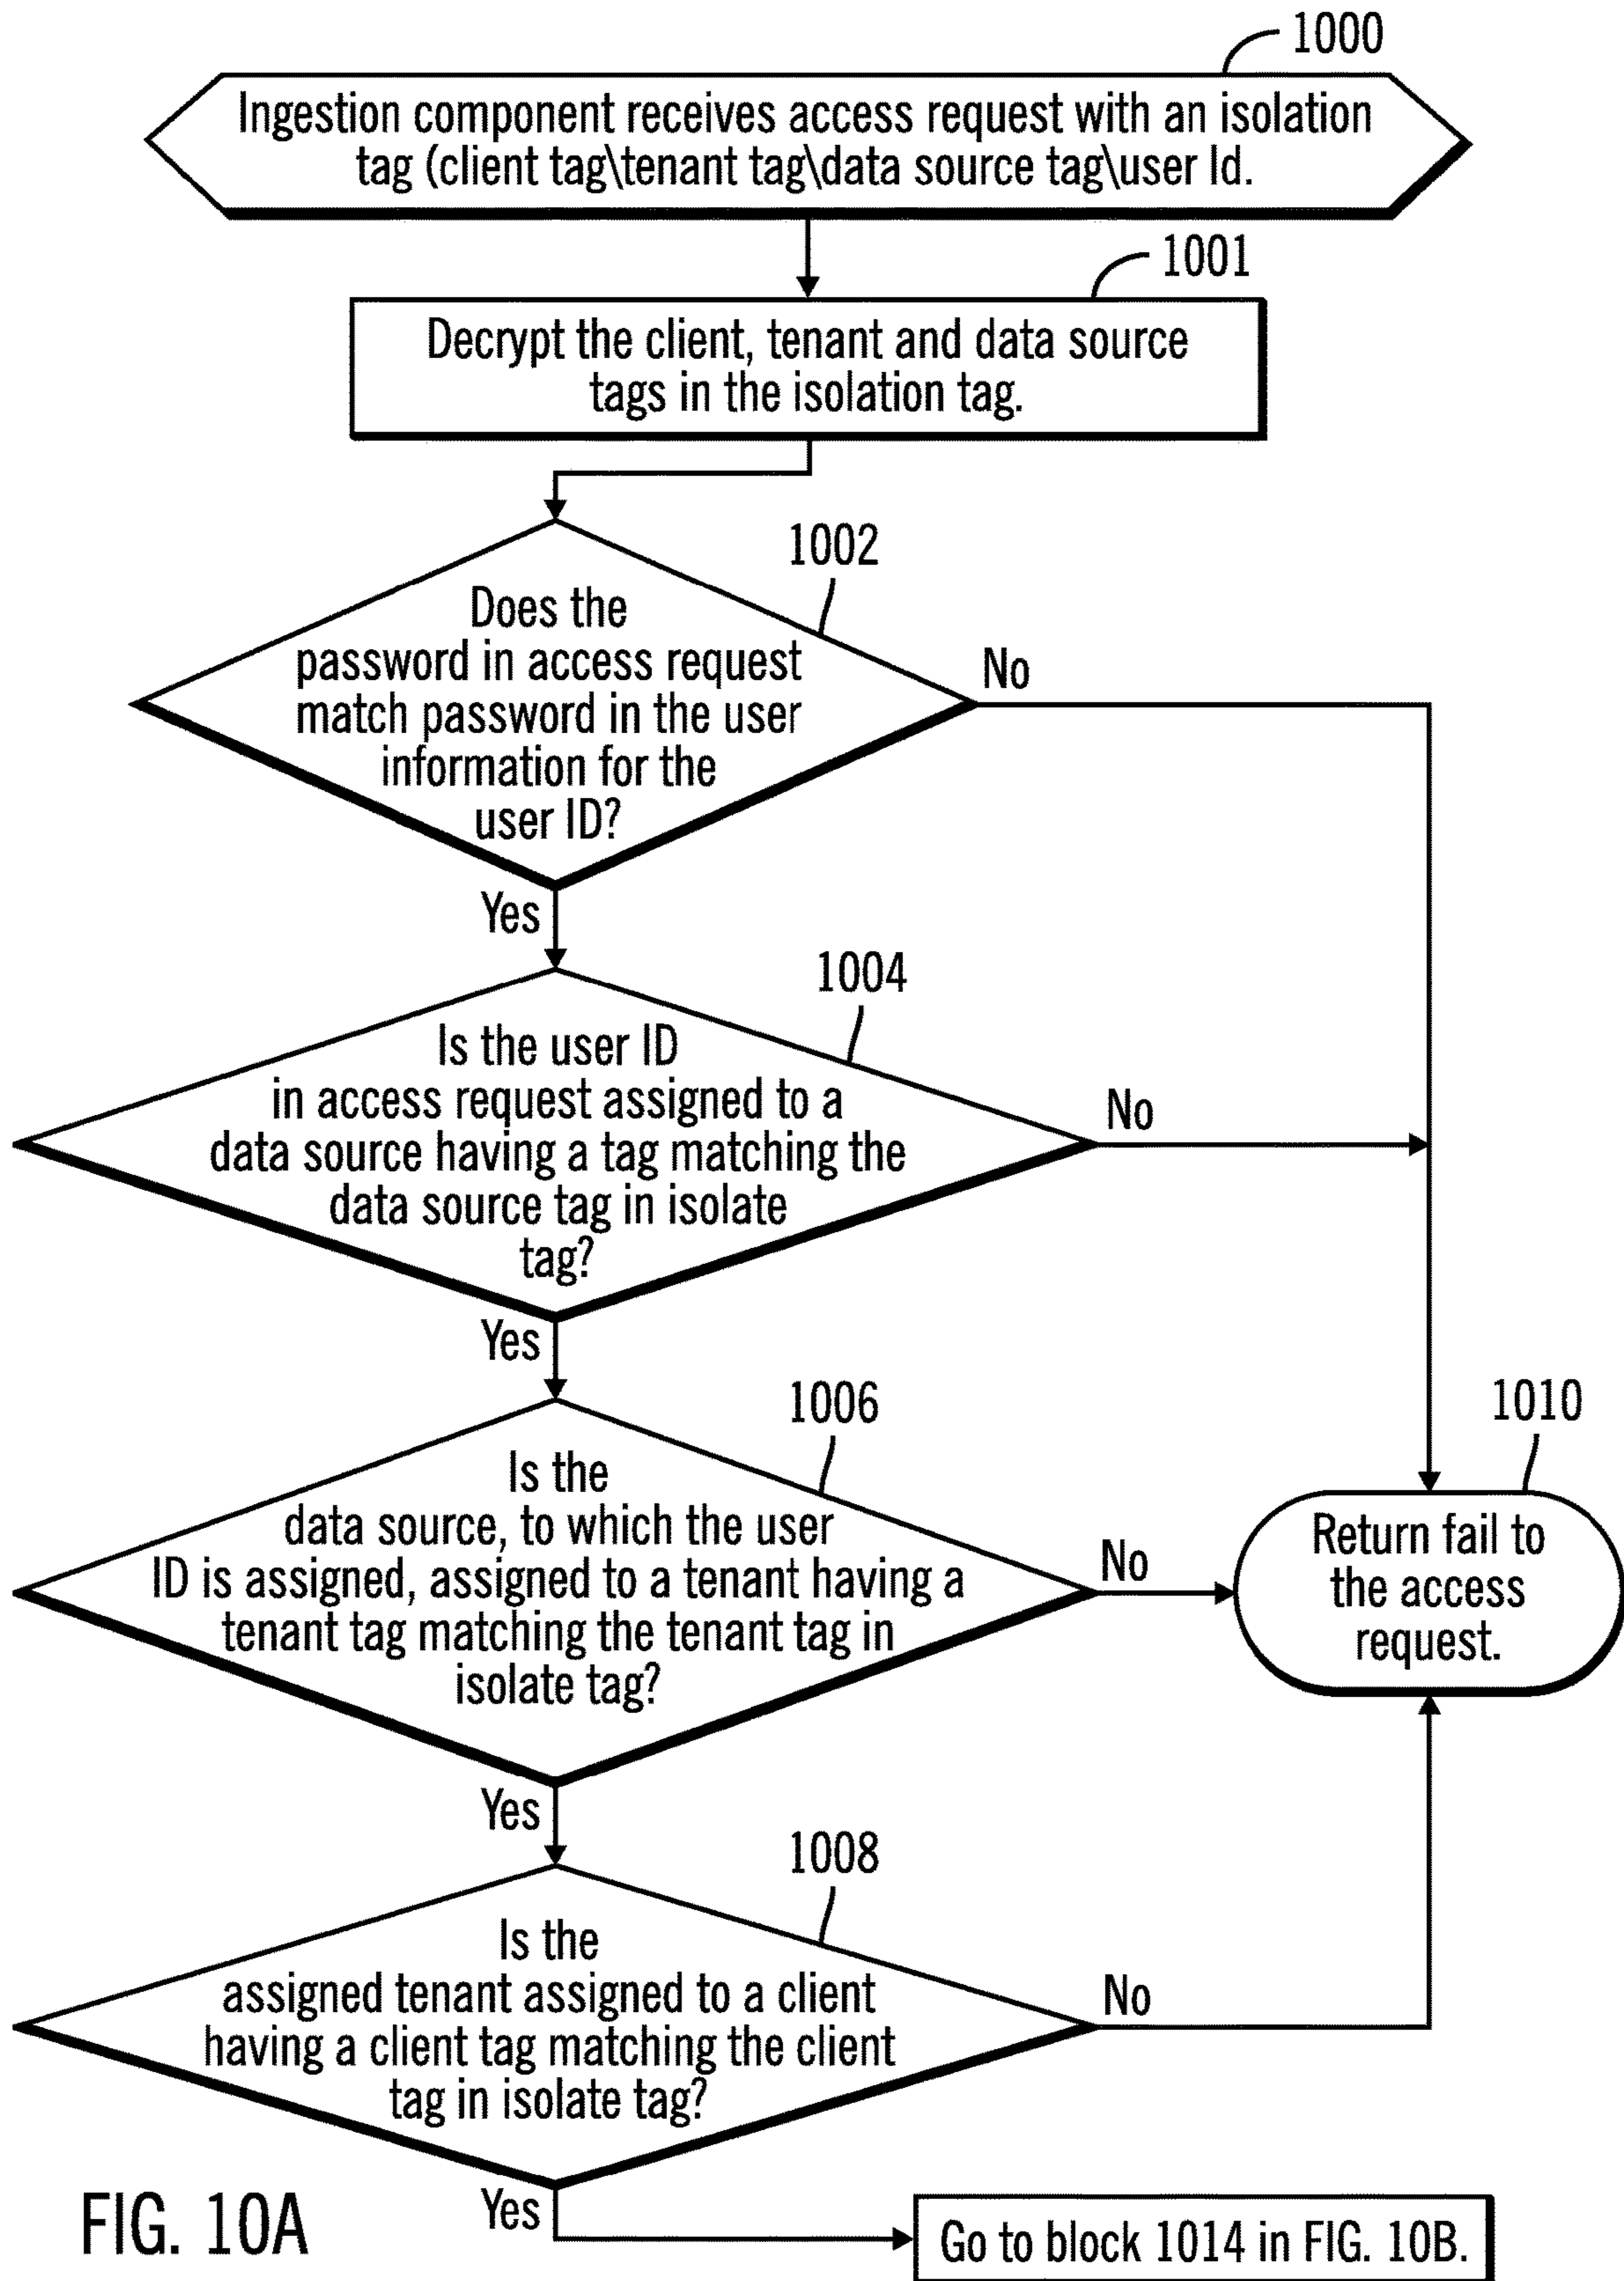 1000
Ingestion component receives access request with an isolation
tag (client tag\tenant tag\data source tag\user Id.
1001
Decrypt the client, tenant and data source
tags in the isolation tag.
1002
Does the
password in access request
match password in the user
information for the
user ID?
No
Yes
1004
Is the user ID
in access request assigned to a
data source having a tag matching the
data source tag in isolate
tag?
No
Yes
1006
Is the
data source, to which the user
ID is assigned, assigned to a tenant having a
tenant tag matching the tenant tag in
isolate tag?
No
1010
Return fail to
the access
request.
Yes
1008
Is the
assigned tenant assigned to a client
having a client tag matching the client
tag in isolate tag?
No
Yes
Go to block 1014 in FIG. 10B.
FIG. 10A